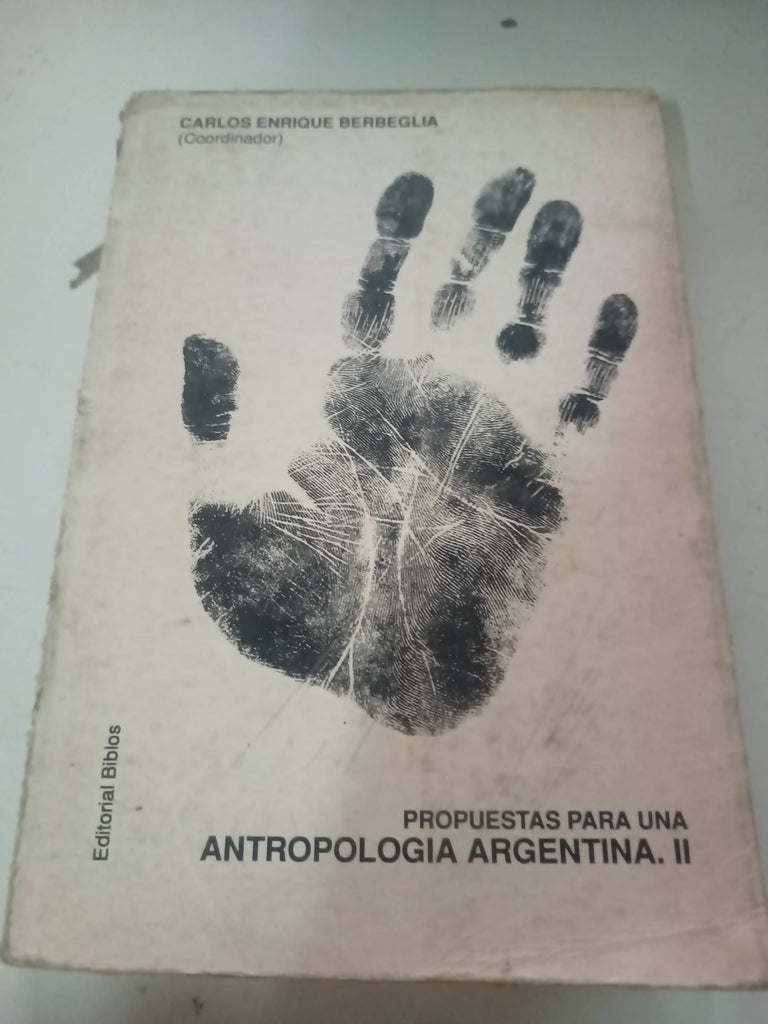 CARLOS ENRIQUE BERBEGLIA
(Coordinador)
Editorial Biblos
PROPUESTAS PARA UNA
ANTROPOLOGIA ARGENTINA. II